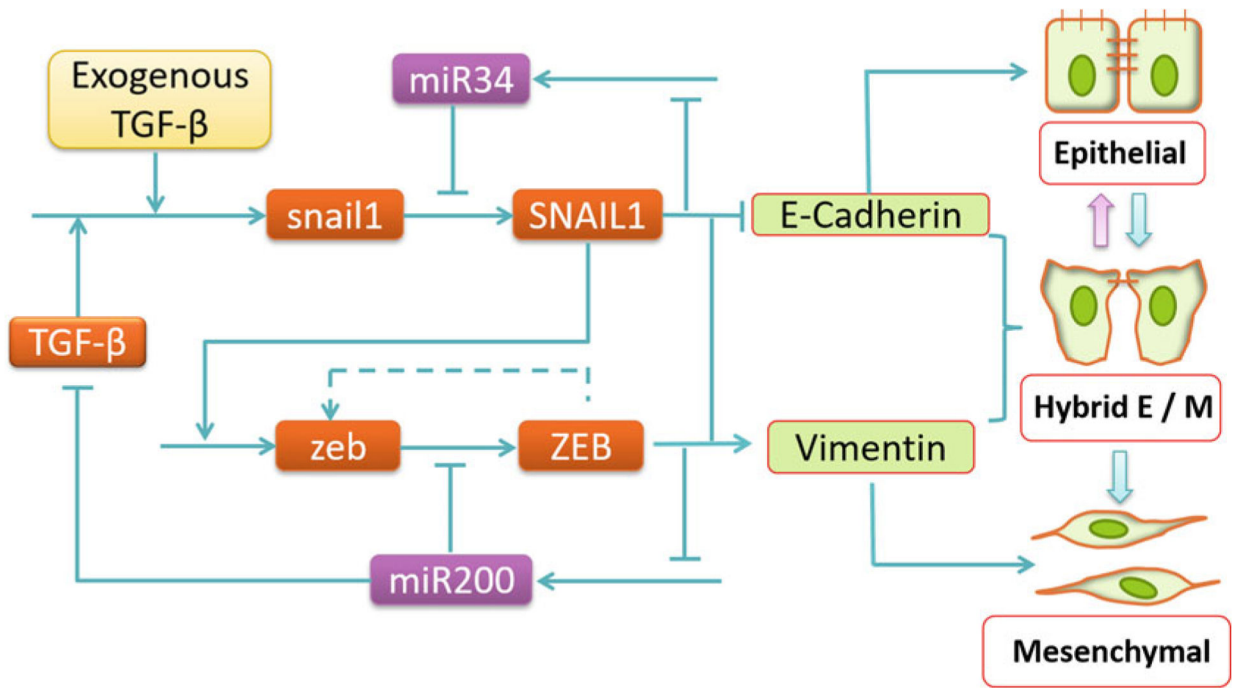 Exogenous
TGF-β
miR34
snail1
SNAIL1
E-Cadherin
Epithelial
TGF-β
Hybrid E / M
zeb
ZEB
Vimentin
miR200
Mesenchymal